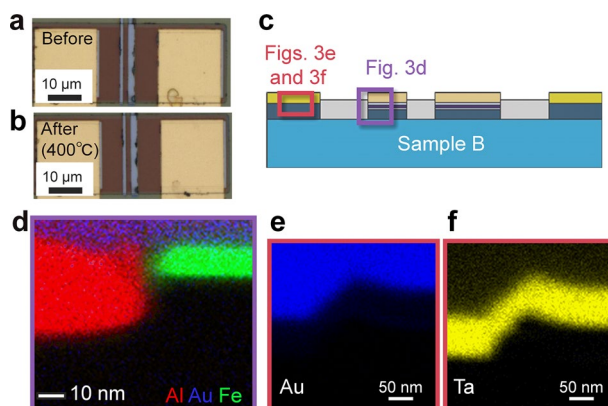 a
Before
10 μm
b
After
(400℃)
10 μm
c
Figs. 3e
and 3f
Fig. 3d
Sample B
d
10 nm
Al Au Fe
e
Au
50 nm
f
Ta
50 nm